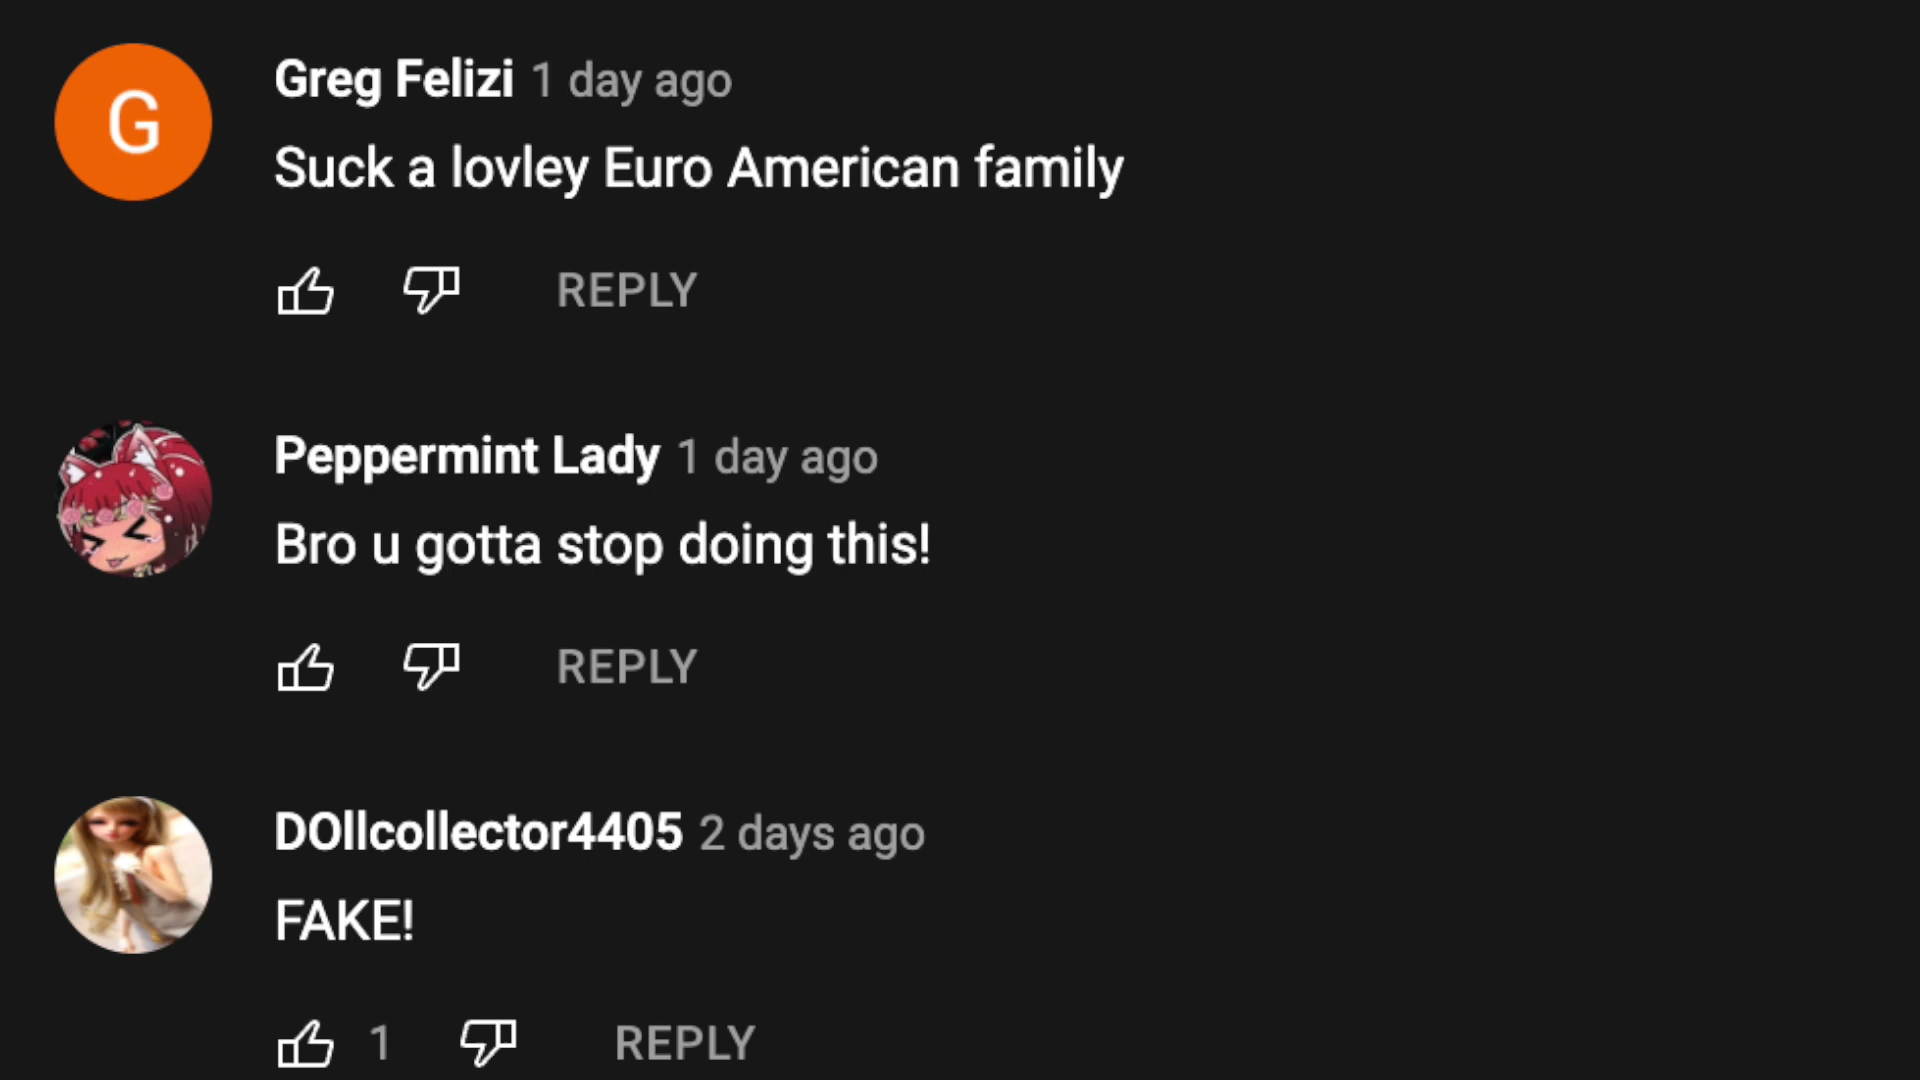 G
Greg Felizi 1 day ago
Suck a lovley Euro American family
REPLY
Peppermint Lady 1 day ago
Bro u gotta stop doing this!
REPLY
DOllcollector4405 2 days ago
FAKE!
1 REPLY